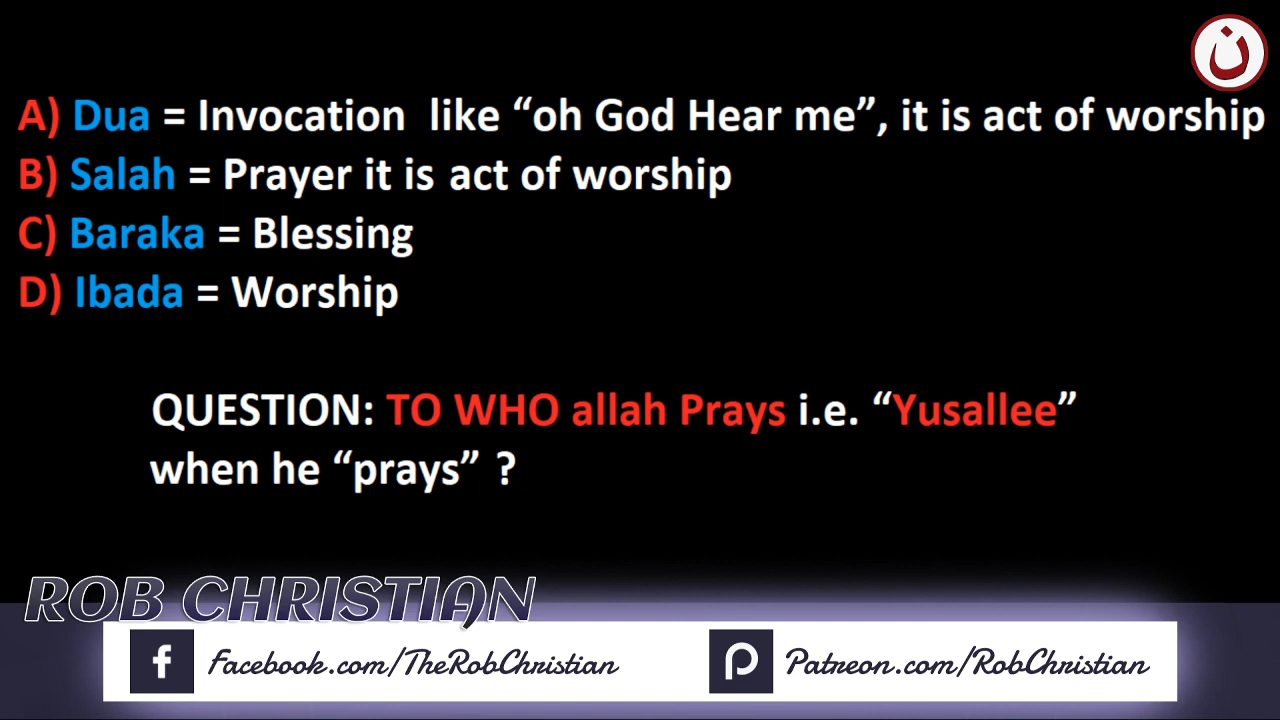 ن
A) Dua = Invocation like “oh God Hear me”, it is act of worship
B) Salah = Prayer it is act of worship
C) Baraka = Blessing
D) Ibada = Worship
QUESTION: TO WHO allah Prays i.e. “Yusallee”
when he “prays” ?
ROB CHRISTIAN
Facebook.com/TheRobChristian
Patreon.com/RobChristian